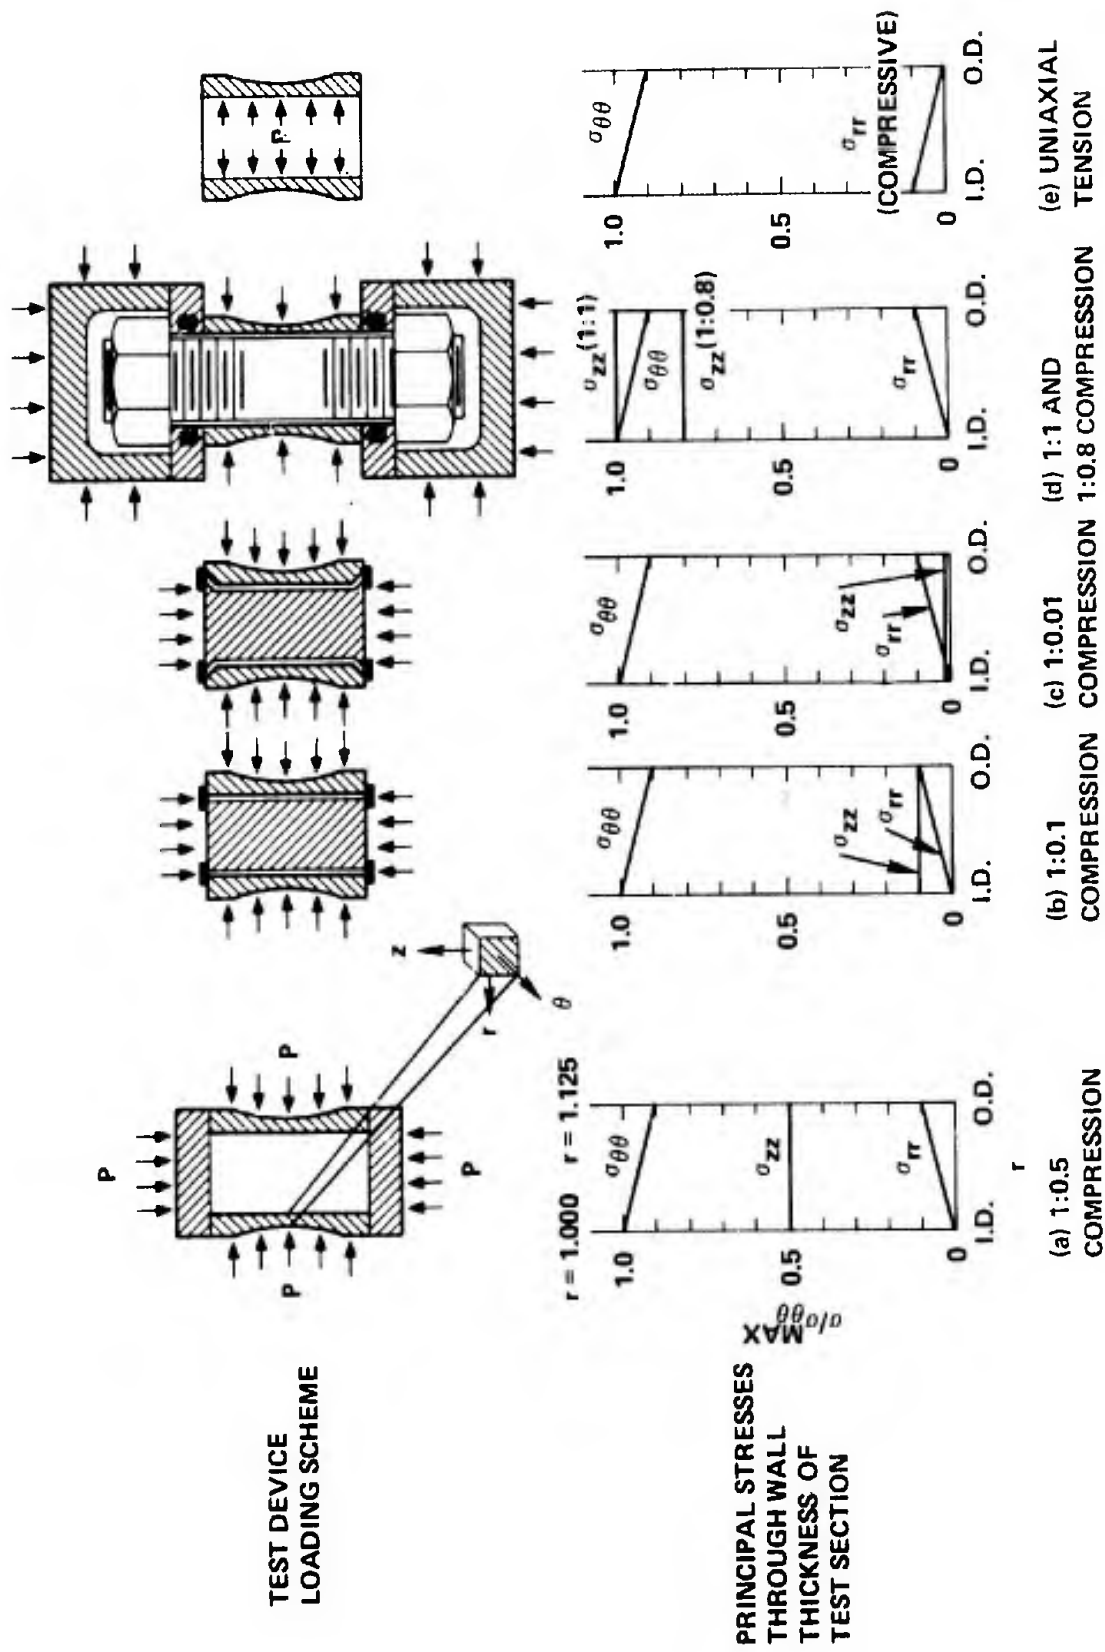 TEST DEVICE
LOADING SCHEME
P
P
P
P
r
z
θ
P
PRINCIPAL STRESSES
THROUGH WALL
THICKNESS OF
TEST SECTION
σ/σθθ
MAX
r = 1.000 r = 1.125
1.0
0.5
0
σθθ
σzz
σrr
I.D.
O.D.
r
(a) 1:0.5
COMPRESSION
1.0
0.5
0
σθθ
σzz
σrr
I.D.
O.D.
(b) 1:0.1
COMPRESSION
1.0
0.5
0
σθθ
σzz
σrr
I.D.
O.D.
(c) 1:0.01
COMPRESSION
1.0
0.5
0
σzz(1:1)
σθθ
σzz(1:0.8)
σrr
I.D.
O.D.
(d) 1:1 AND
1:0.8 COMPRESSION
1.0
0.5
0
σθθ
σrr
(COMPRESSIVE)
I.D.
O.D.
(e) UNIAXIAL
TENSION